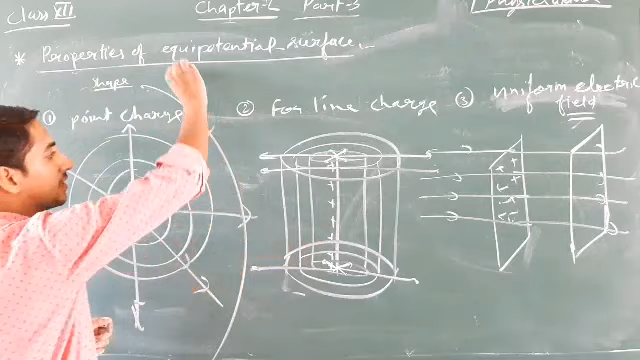 Class XII
Chapter-2 Part-3
* Properties of equipotential surface.
Shape
① point charge
② For line charge
③ Uniform electric
field